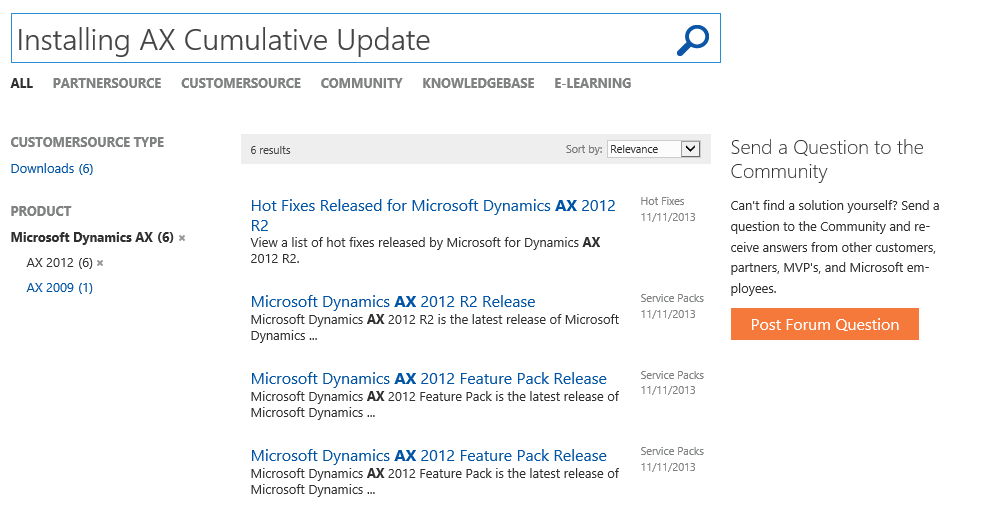 Installing AX Cumulative Update
ALL PARTNERSOURCE CUSTOMERSOURCE COMMUNITY KNOWLEDGEBASE E-LEARNING
CUSTOMERSOURCE TYPE
Downloads (6)
PRODUCT
Microsoft Dynamics AX (6) ×
AX 2012 (6) ×
AX 2009 (1)
6 results
Sort by: Relevance
Hot Fixes Released for Microsoft Dynamics AX 2012
R2
View a list of hot fixes released by Microsoft for Dynamics AX
2012 R2.
Hot Fixes
11/11/2013
Microsoft Dynamics AX 2012 R2 Release
Microsoft Dynamics AX 2012 R2 is the latest release of Microsoft
Dynamics ...
Service Packs
11/11/2013
Microsoft Dynamics AX 2012 Feature Pack Release
Microsoft Dynamics AX 2012 Feature Pack is the latest release of
Microsoft Dynamics ...
Service Packs
11/11/2013
Microsoft Dynamics AX 2012 Feature Pack Release
Microsoft Dynamics AX 2012 Feature Pack is the latest release of
Microsoft Dynamics ...
Service Packs
11/11/2013
Send a Question to the
Community
Can't find a solution yourself? Send a
question to the Community and re-
ceive answers from other customers,
partners, MVP's, and Microsoft em-
ployees.
Post Forum Question